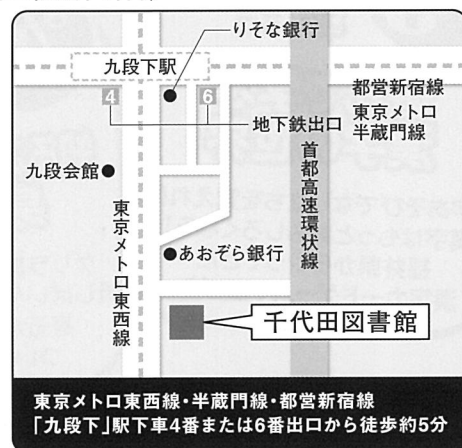 りそな銀行
九段下駅
都営新宿線
東京メトロ
半蔵門線
4
6
地下鉄出口
九段会館
首都高速環状線
東京メトロ東西線
あおぞら銀行
千代田図書館
東京メトロ東西線・半蔵門線・都営新宿線
「九段下」駅下車4番または6番出口から徒歩約5分